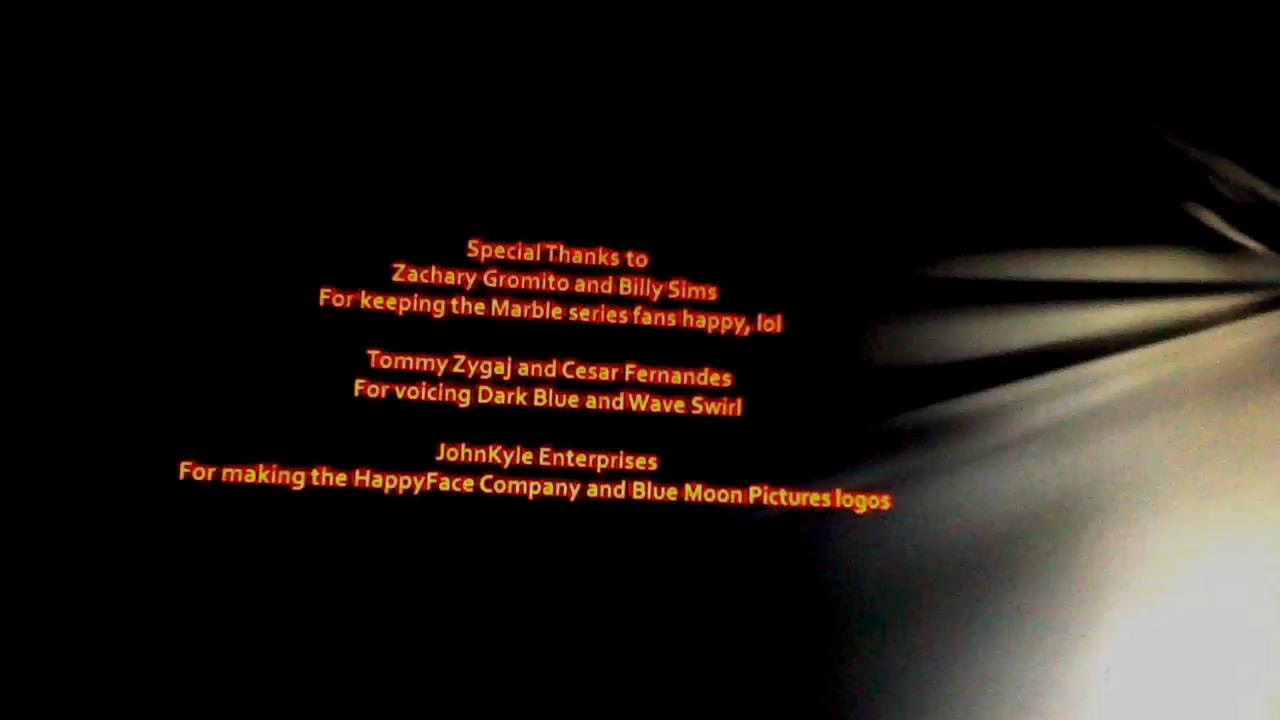 Special Thanks to
Zachary Gromito and Billy Sims
For keeping the Marble series fans happy, lol
Tommy Zygaj and Cesar Fernandes
For voicing Dark Blue and Wave Swirl
JohnKyle Enterprises
For making the HappyFace Company and Blue Moon Pictures logos